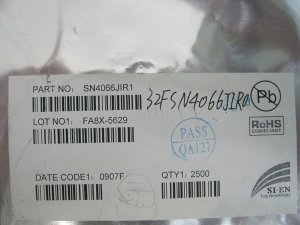 PART NO: SN4066JIR1
32FSN4066JIR0
Pb
LOT NO1: FA8X-5629
RoHS
COMPLIANT
PASS
QA127
DATE CODE1: 0907F
QTY1: 2500
SI EN
Technology